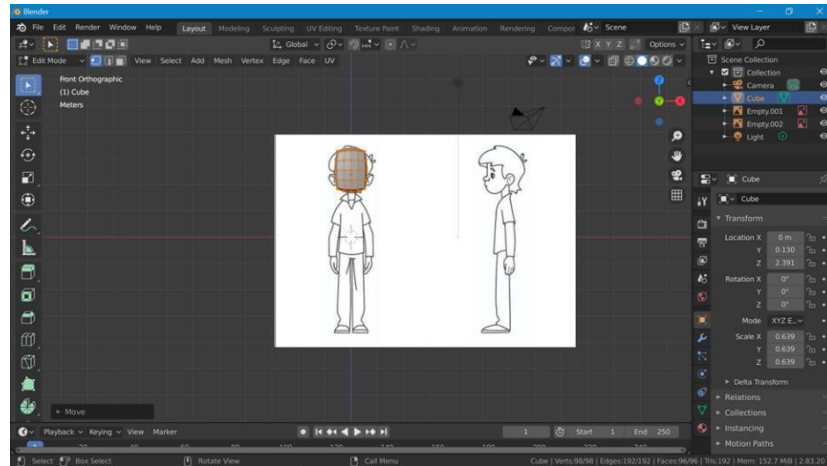 Blender
File Edit Render Window Help Layout Modeling Sculpting UV Editing Texture Paint Shading Animation Rendering Compos Scene View Layer
Global X Y Z Options
Edit Mode View Select Add Mesh Vertex Edge Face UV
Front Orthographic
(1) Cube
Meters
Scene Collection
Collection
Camera
Cube
Empty.001
Empty.002
Light
Cube
Cube
Transform
Location X 0 m
Y 0.130
Z 2.391
Rotation X 0°
Y 0°
Z 0°
Mode XYZ E..
Scale X 0.639
Y 0.639
Z 0.639
Delta Transform
Relations
Collections
Instancing
Motion Paths
Move
Playback Keying View Marker 1 Start 1 End 250
Select Box Select Rotate View Call Menu Cube | Verts:98/98 | Edges:192/192 | Faces:96/96 | Tris:192 | Mem: 152.7 MiB | 2.83.20